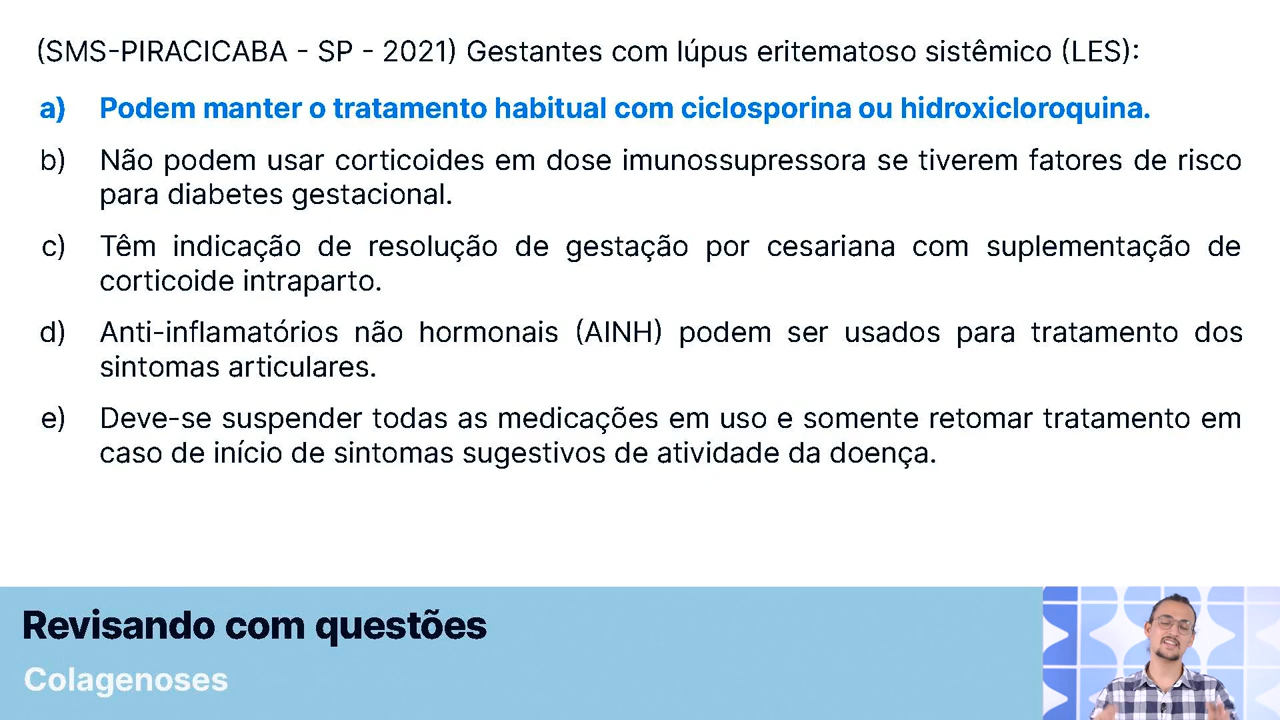 (SMS-PIRACICABA - SP - 2021) Gestantes com lúpus eritematoso sistêmico (LES):
a) Podem manter o tratamento habitual com ciclosporina ou hidroxicloroquina.
b) Não podem usar corticoides em dose imunossupressora se tiverem fatores de risco
para diabetes gestacional.
c) Têm indicação de resolução de gestação por cesariana com suplementação de
corticoide intraparto.
d) Anti-inflamatórios não hormonais (AINH) podem ser usados para tratamento dos
sintomas articulares.
e) Deve-se suspender todas as medicações em uso e somente retomar tratamento em
caso de início de sintomas sugestivos de atividade da doença.
Revisando com questões
Colagenoses